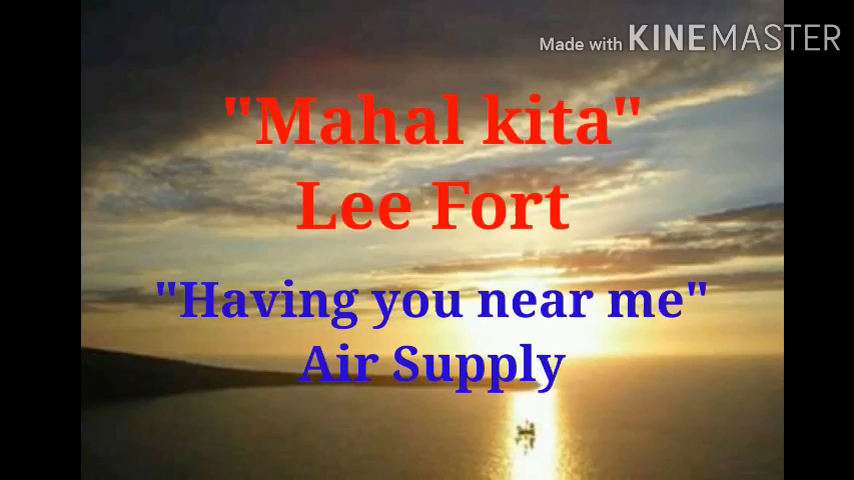 Made with KINEMASTER
"Mahal kita"
Lee Fort
"Having you near me"
Air Supply